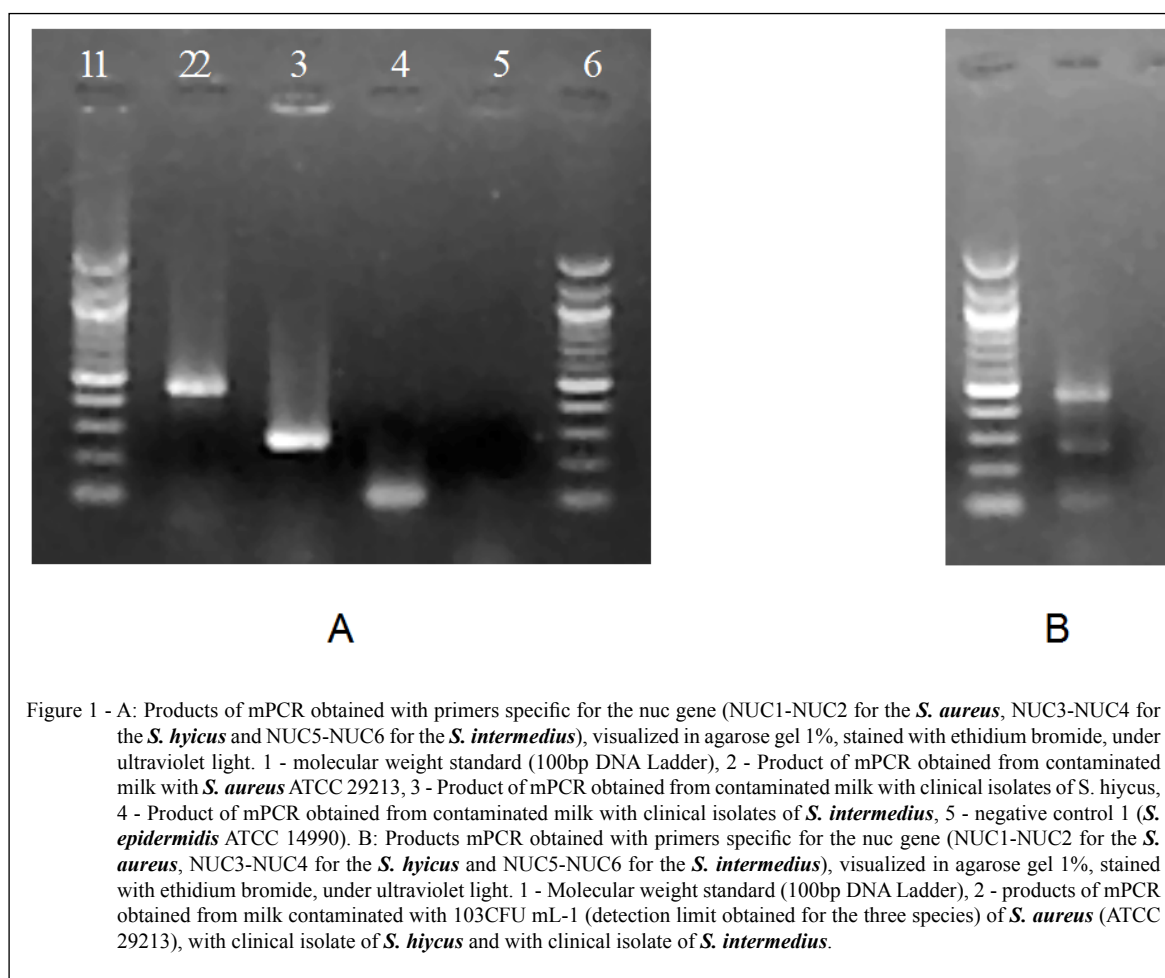 11 22 3 4 5 6
A B
Figure 1 - A: Products of mPCR obtained with primers specific for the nuc gene (NUC1-NUC2 for the S. aureus, NUC3-NUC4 for
the S. hyicus and NUC5-NUC6 for the S. intermedius), visualized in agarose gel 1%, stained with ethidium bromide, under
ultraviolet light. 1 - molecular weight standard (100bp DNA Ladder), 2 - Product of mPCR obtained from contaminated
milk with S. aureus ATCC 29213, 3 - Product of mPCR obtained from contaminated milk with clinical isolates of S. hiycus,
4 - Product of mPCR obtained from contaminated milk with clinical isolates of S. intermedius, 5 - negative control 1 (S.
epidermidis ATCC 14990). B: Products mPCR obtained with primers specific for the nuc gene (NUC1-NUC2 for the S.
aureus, NUC3-NUC4 for the S. hyicus and NUC5-NUC6 for the S. intermedius), visualized in agarose gel 1%, stained
with ethidium bromide, under ultraviolet light. 1 - Molecular weight standard (100bp DNA Ladder), 2 - products of mPCR
obtained from milk contaminated with 103CFU mL-1 (detection limit obtained for the three species) of S. aureus (ATCC
29213), with clinical isolate of S. hiycus and with clinical isolate of S. intermedius.